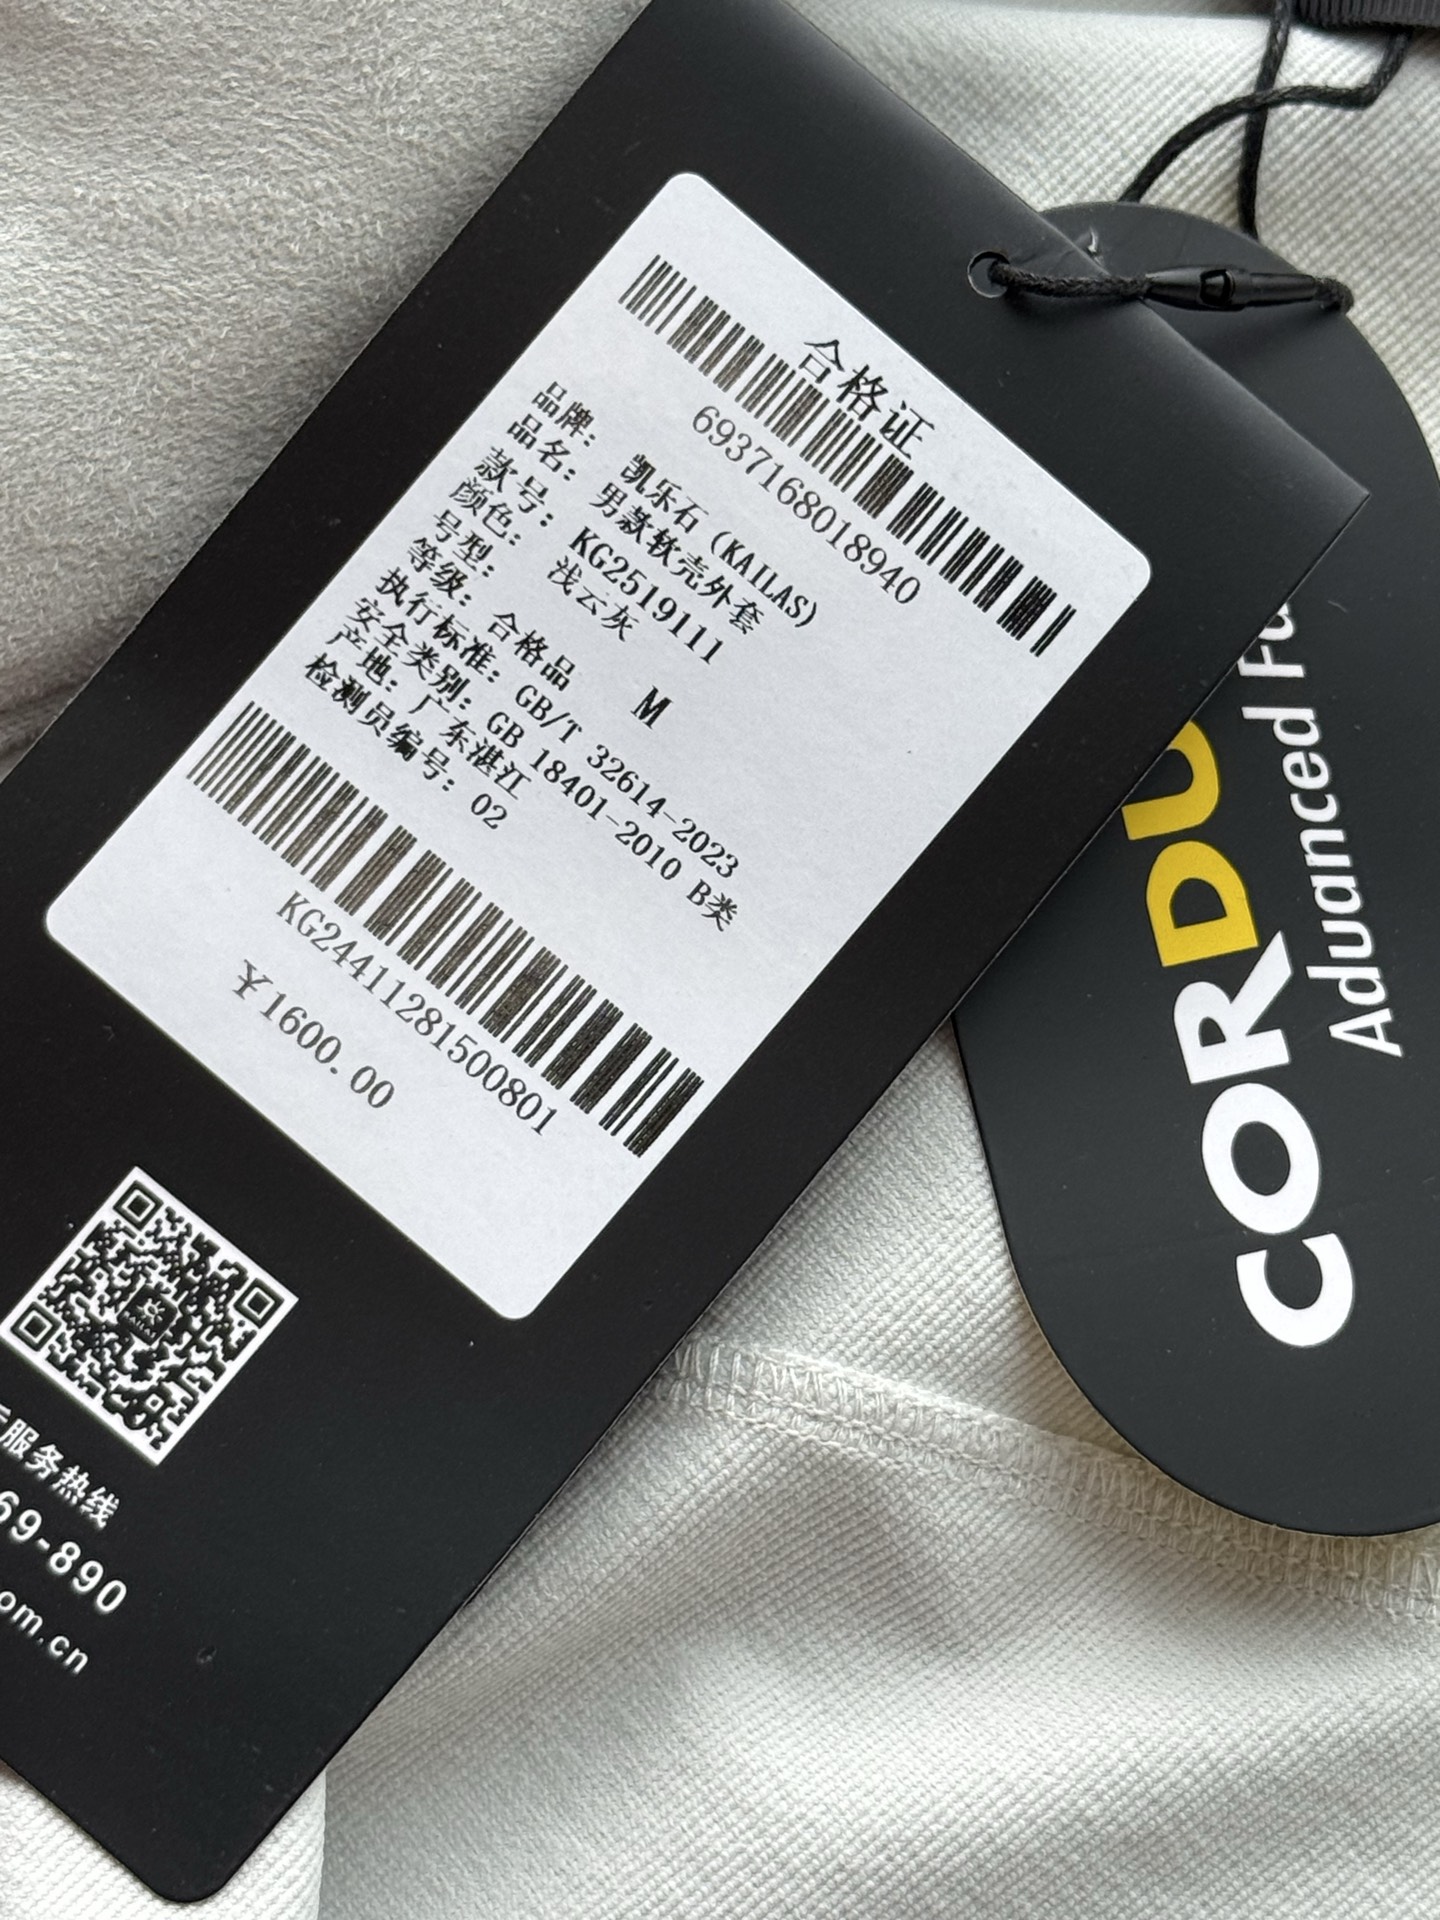 合格证
6937168018940
品牌: 凯乐石(KAILAS)
品名: 男款软壳外套
款号: KG2519111
颜色: 浅云灰
号型: M
等级: 合格品
执行标准: GB/T 32614-2023
安全类别: GB 18401-2010 B类
产地: 广东湛江
检测员编号: 02
KG24411281500801
¥1600.00
服务热线
69-890
om.cn
CORDU
Advanced Fa